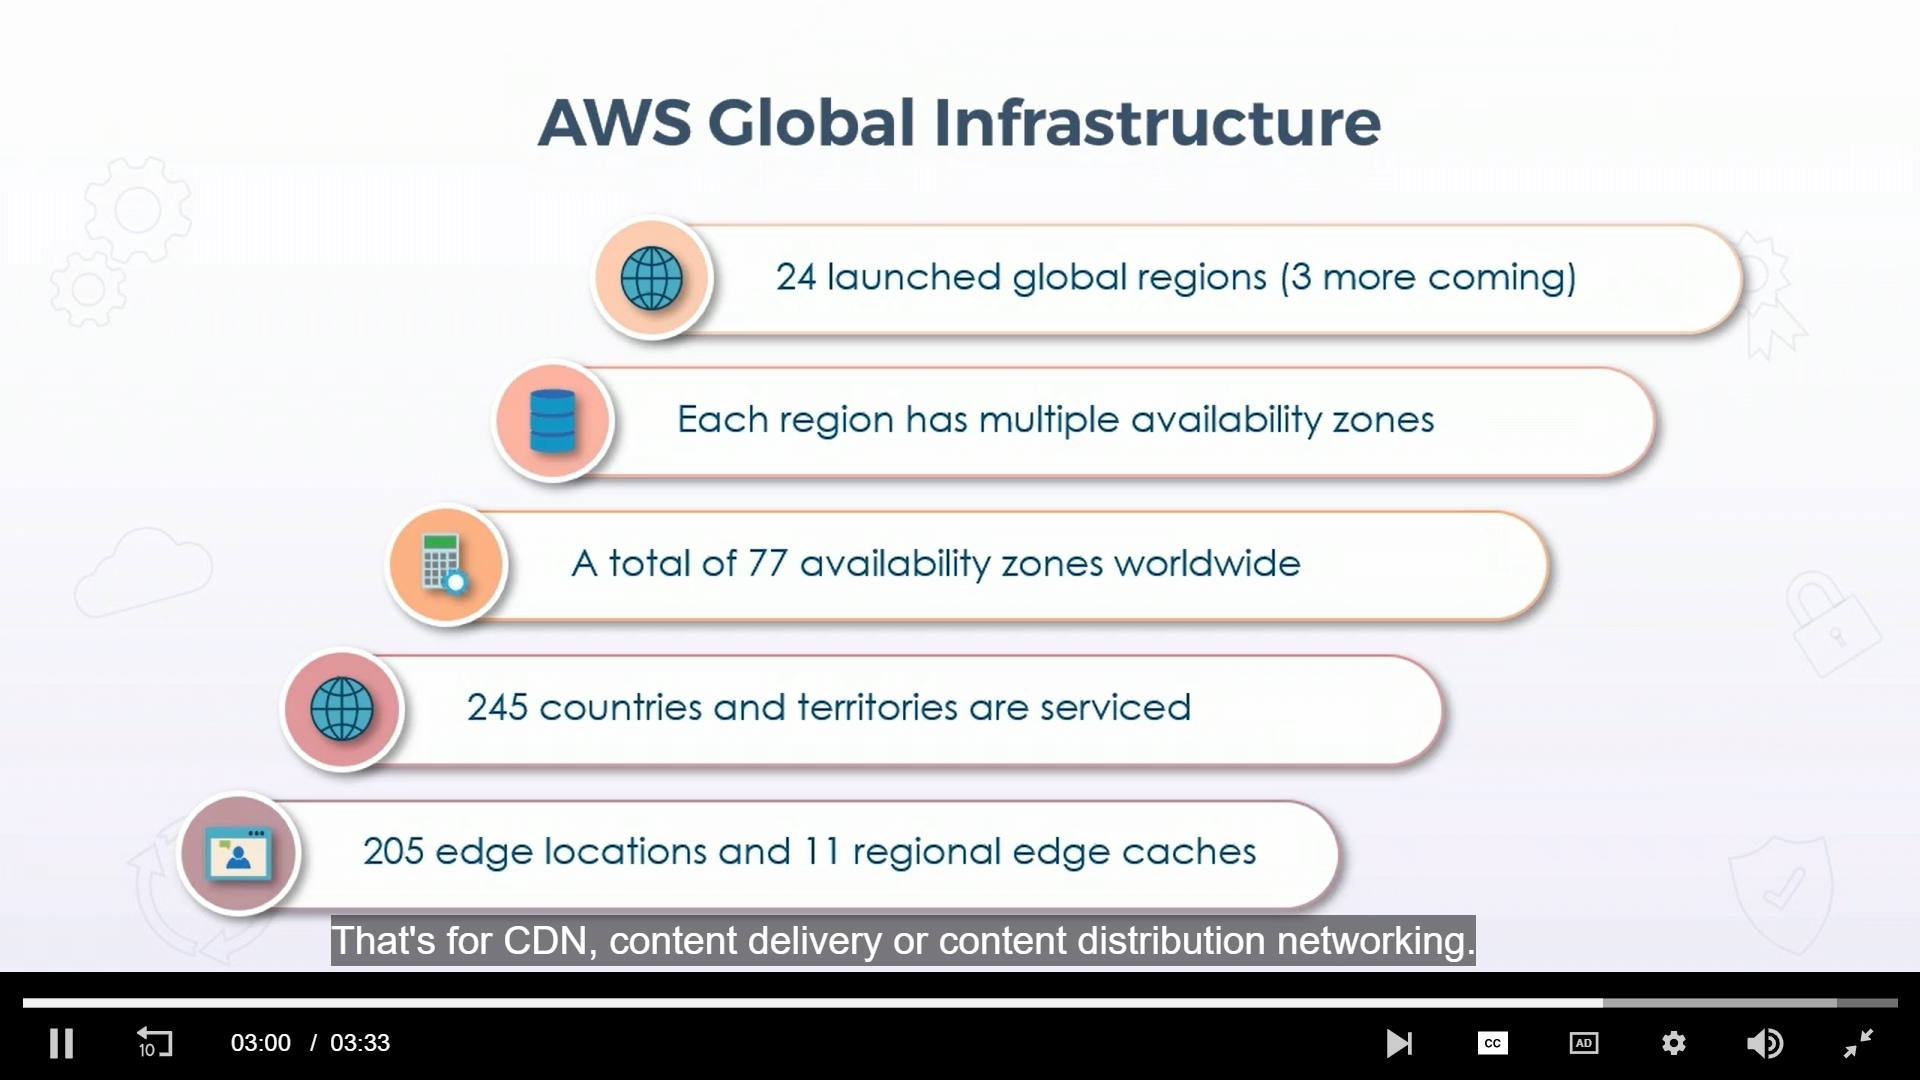 AWS Global Infrastructure
24 launched global regions (3 more coming)
Each region has multiple availability zones
A total of 77 availability zones worldwide
245 countries and territories are serviced
205 edge locations and 11 regional edge caches
That's for CDN, content delivery or content distribution networking.
10 03:00 / 03:33 CC AD